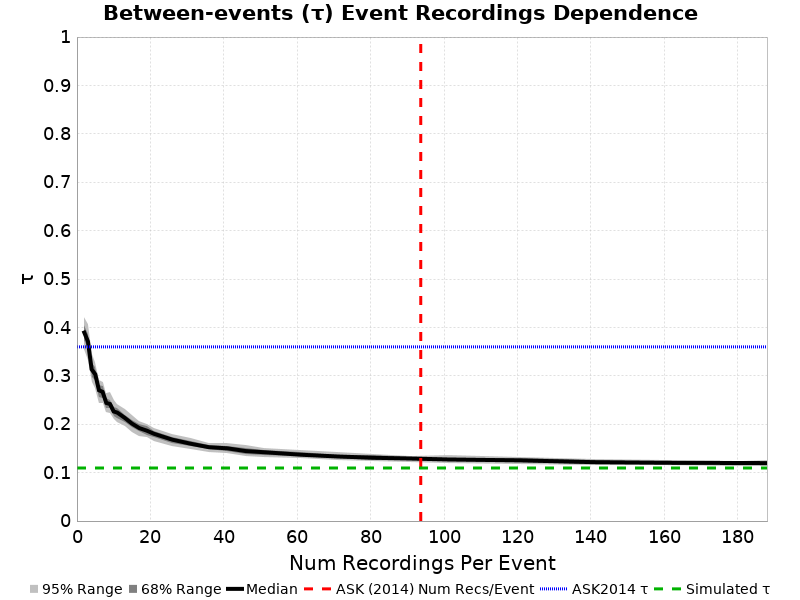 Between-events (τ) Event Recordings Dependence
1
0.9
0.8
0.7
0.6
0.5
0.4
0.3
0.2
0.1
0
τ
0 20 40 60 80 100 120 140 160 180
Num Recordings Per Event
95% Range 68% Range Median ASK (2014) Num Recs/Event ASK2014 τ Simulated τ